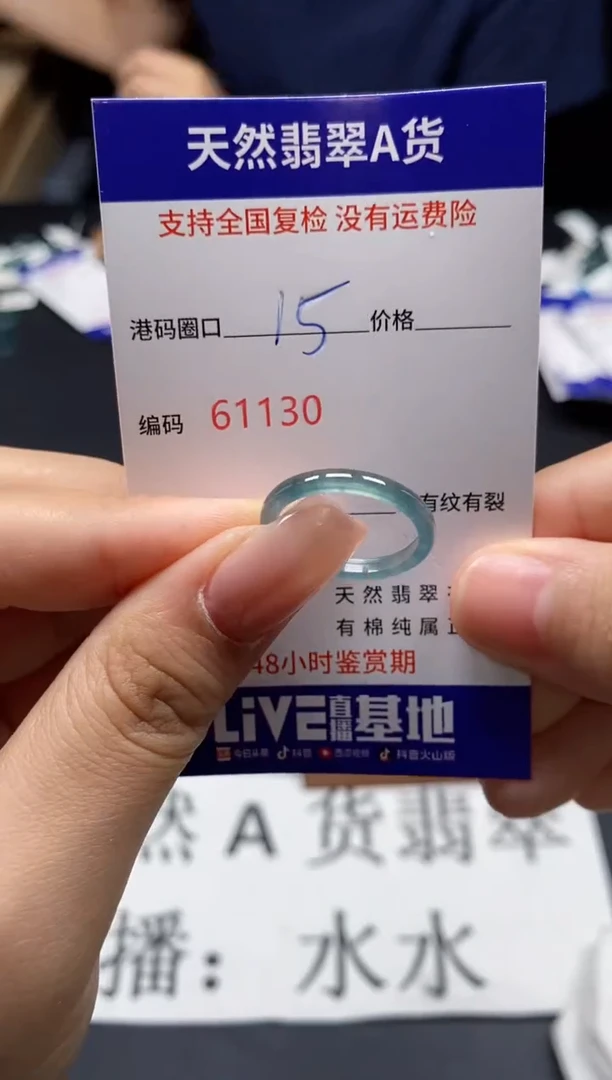 天然翡翠A货
支持全国复检 没有运费险
港码圈口 15 价格
编码 61130
有纹有裂
天然翡翠
有棉纯属
48小时鉴赏期
LiVE直播基地
今日头条 抖音 西瓜视频 抖音火山版
然A货翡翠
播：水水